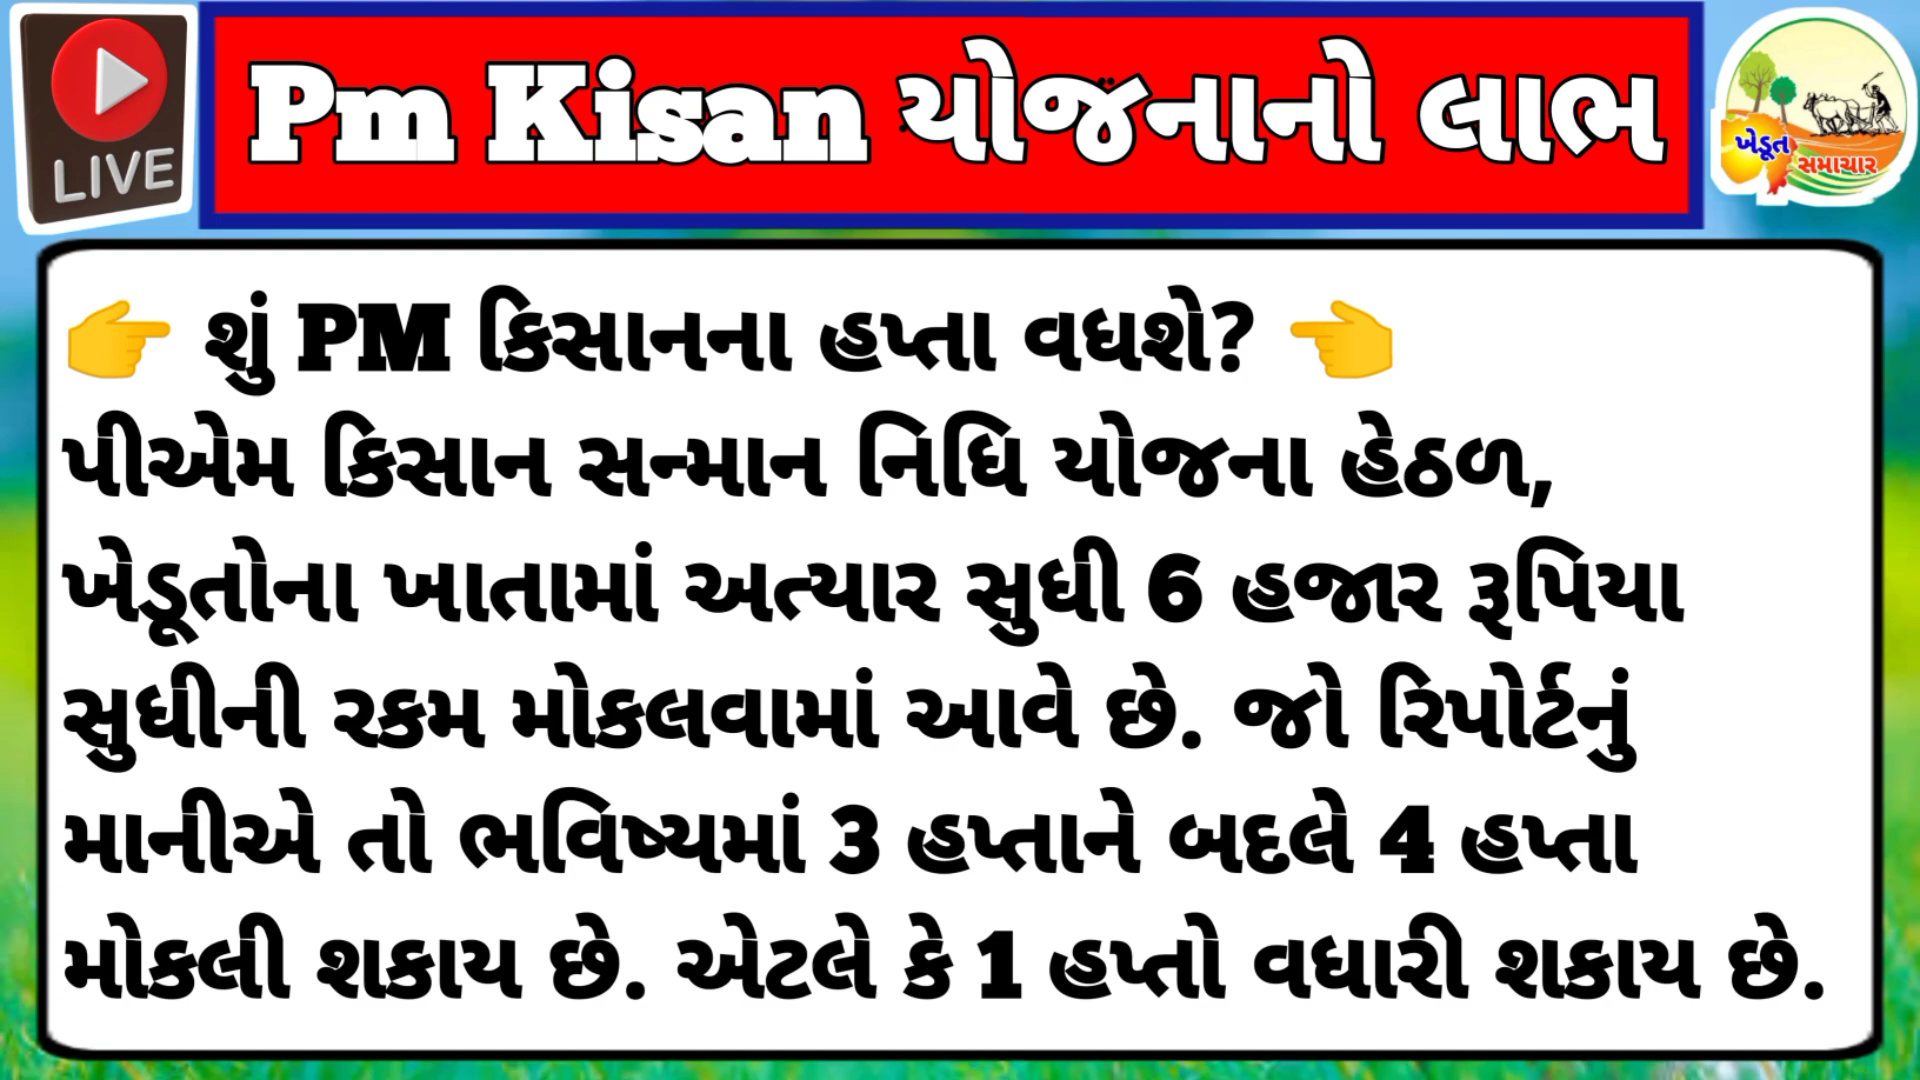 LIVE
Pm Kisan યોજનાનો લાભ
ખેડૂત
સમાચાર
👉 શું PM કિસાનના હપ્તા વધશે? 👈
પીએમ કિસાન સન્માન નિધિ યોજના હેઠળ,
ખેડૂતોના ખાતામાં અત્યાર સુધી 6 હજાર રૂપિયા
સુધીની રકમ મોકલવામાં આવે છે. જો રિપોર્ટનું
માનીએ તો ભવિષ્યમાં 3 હપ્તાને બદલે 4 હપ્તા
મોકલી શકાય છે. એટલે કે 1 હપ્તો વધારી શકાય છે.